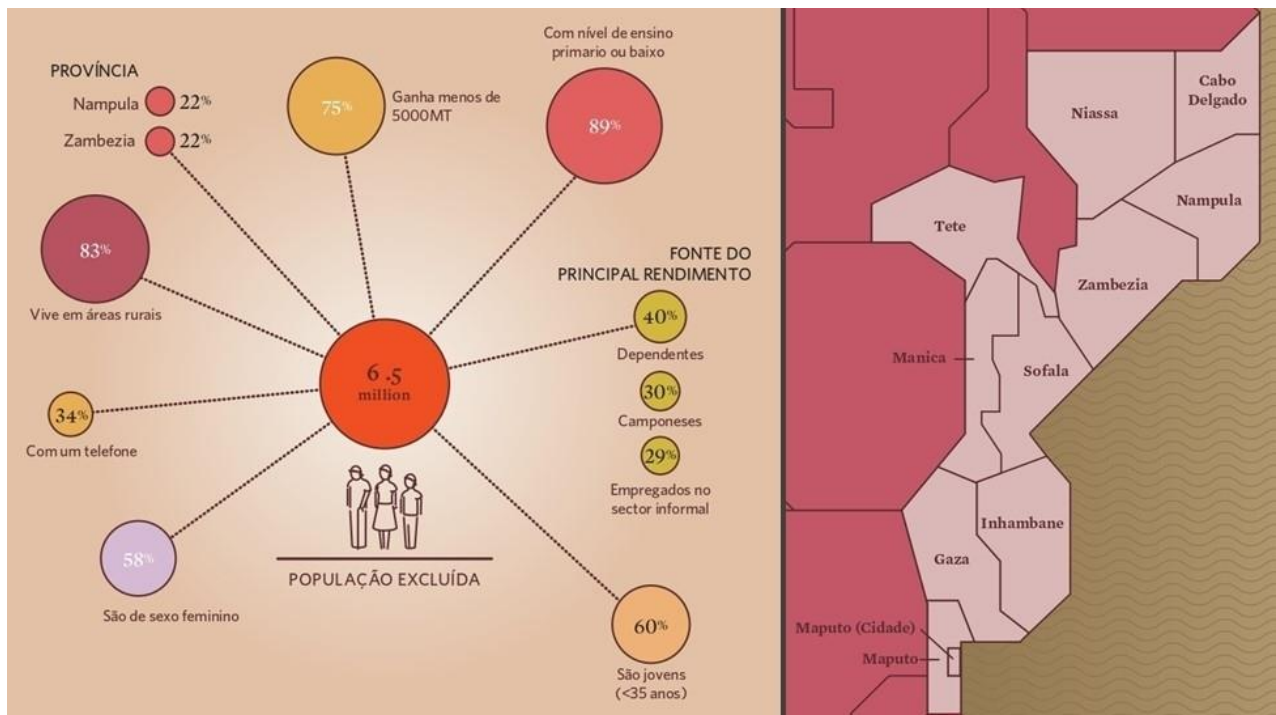 PROVÍNCIA
Nampula 22%
Zambezia 22%
75%
Ganha menos de
5000MT
Com nível de ensino
primario ou baixo
89%
83%
Vive em áreas rurais
34%
Com um telefone
58%
São de sexo feminino
6.5
million
POPULAÇÃO EXCLUÍDA
FONTE DO
PRINCIPAL RENDIMENTO
40%
Dependentes
30%
Camponeses
29%
Empregados no
sector informal
60%
São jovens
(<35 anos)
Cabo
Delgado
Niassa
Nampula
Tete
Zambezia
Manica
Sofala
Inhambane
Gaza
Maputo (Cidade)
Maputo